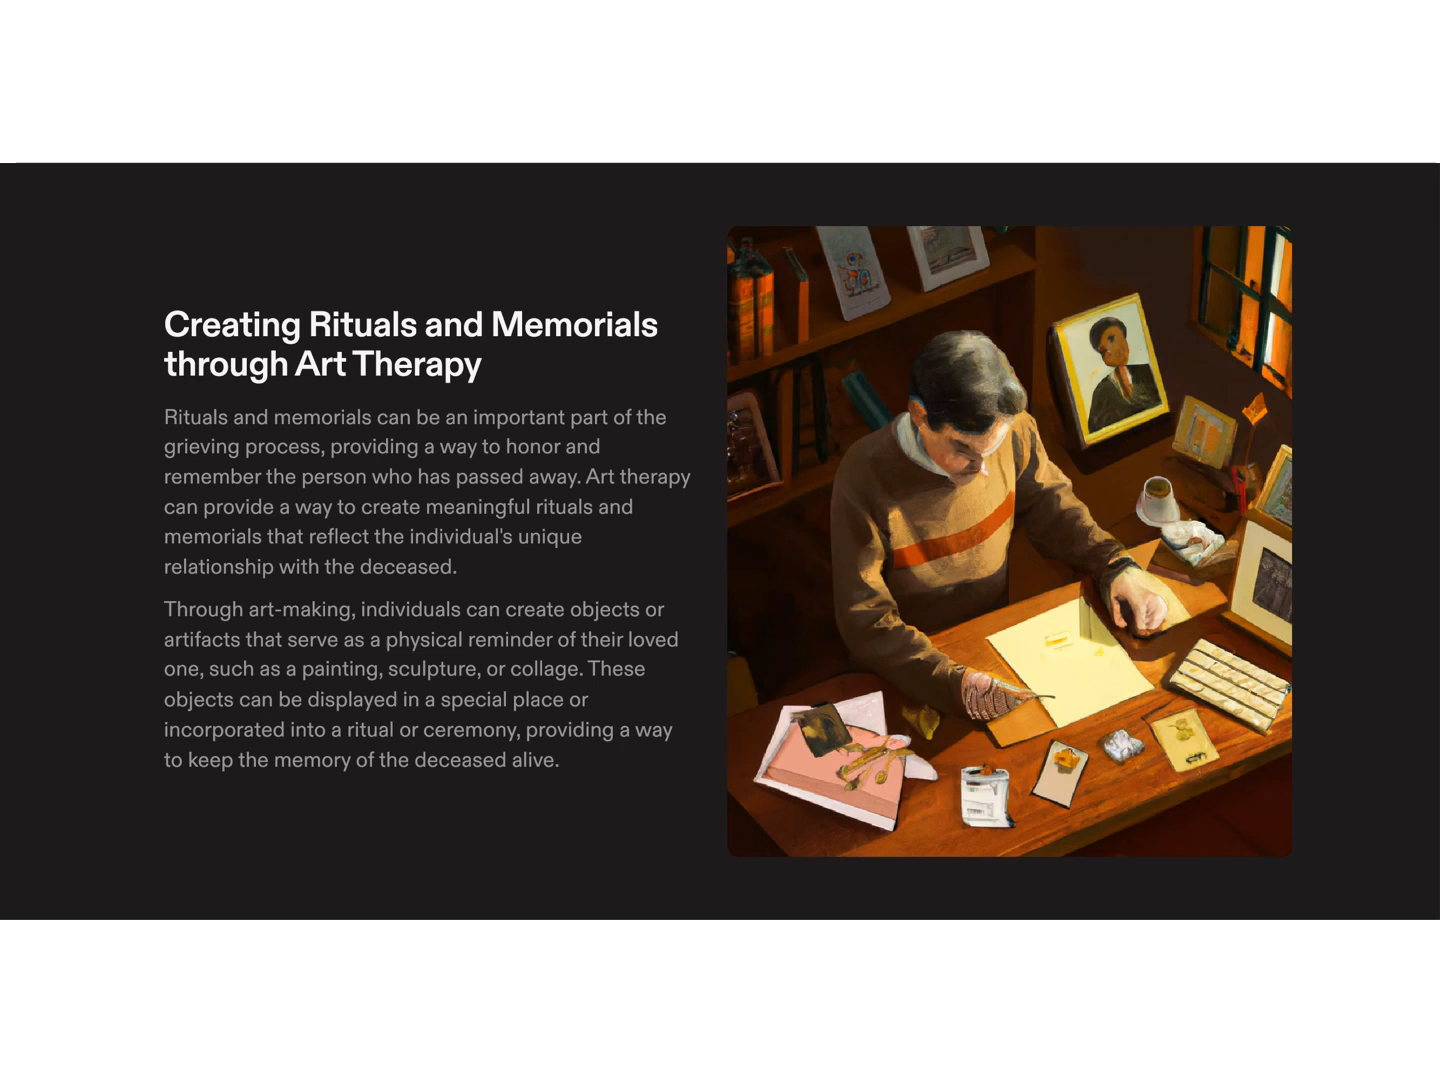 Creating Rituals and Memorials
through Art Therapy
Rituals and memorials can be an important part of the
grieving process, providing a way to honor and
remember the person who has passed away. Art therapy
can provide a way to create meaningful rituals and
memorials that reflect the individual's unique
relationship with the deceased.
Through art-making, individuals can create objects or
artifacts that serve as a physical reminder of their loved
one, such as a painting, sculpture, or collage. These
objects can be displayed in a special place or
incorporated into a ritual or ceremony, providing a way
to keep the memory of the deceased alive.